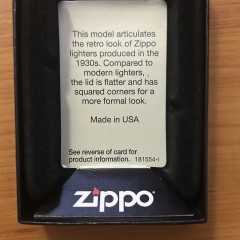 This model articulates
the retro look of Zippo
lighters produced in the
1930s. Compared to
modern lighters, ,
the lid is flatter and has
squared corners for a
more formal look.
Made in USA
See reverse of card for
product information. 181554-i
zippo